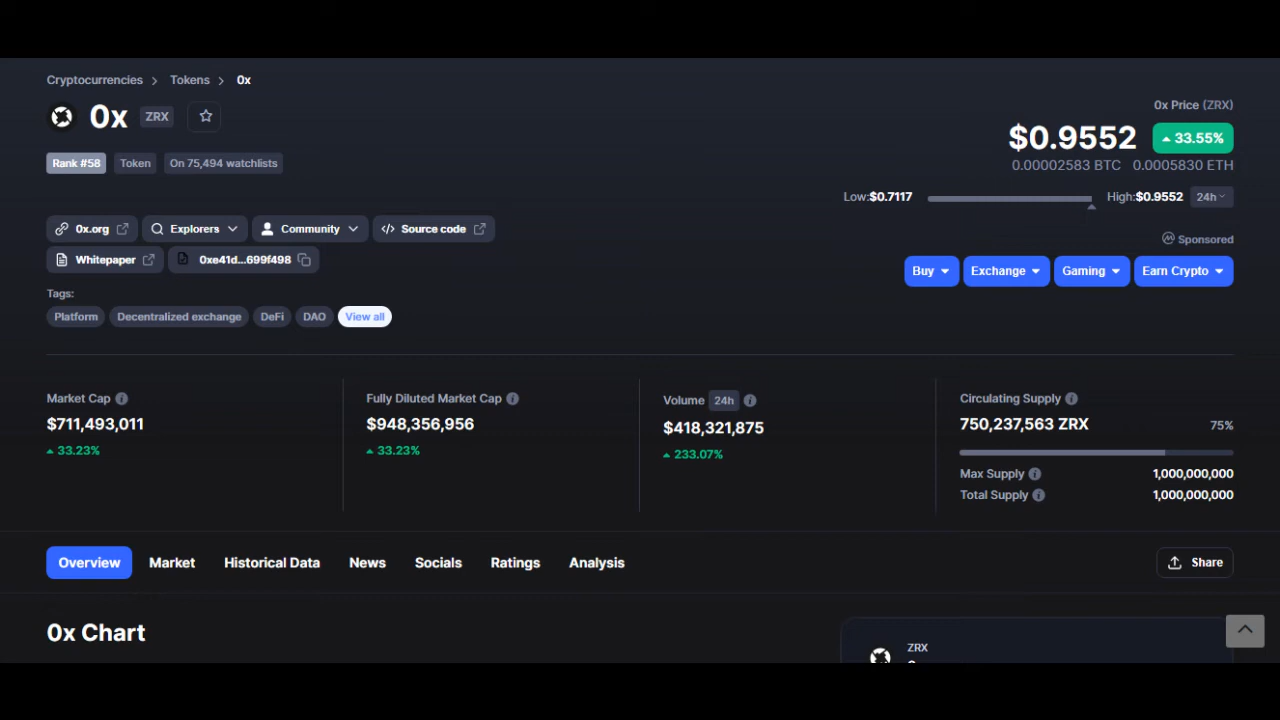 Cryptocurrencies > Tokens > 0x
0x ZRX
Rank #58 Token On 75,494 watchlists
0x.org Explorers Community Source code
Whitepaper 0xe41d...699f498
Tags:
Platform Decentralized exchange DeFi DAO View all
0x Price (ZRX)
$0.9552 33.55%
0.00002583 BTC 0.0005830 ETH
Low:$0.7117 High:$0.9552 24h
Sponsored
Buy Exchange Gaming Earn Crypto
Market Cap
$711,493,011
33.23%
Fully Diluted Market Cap
$948,356,956
33.23%
Volume 24h
$418,321,875
233.07%
Circulating Supply
750,237,563 ZRX 75%
Max Supply 1,000,000,000
Total Supply 1,000,000,000
Overview Market Historical Data News Socials Ratings Analysis Share
0x Chart
ZRX